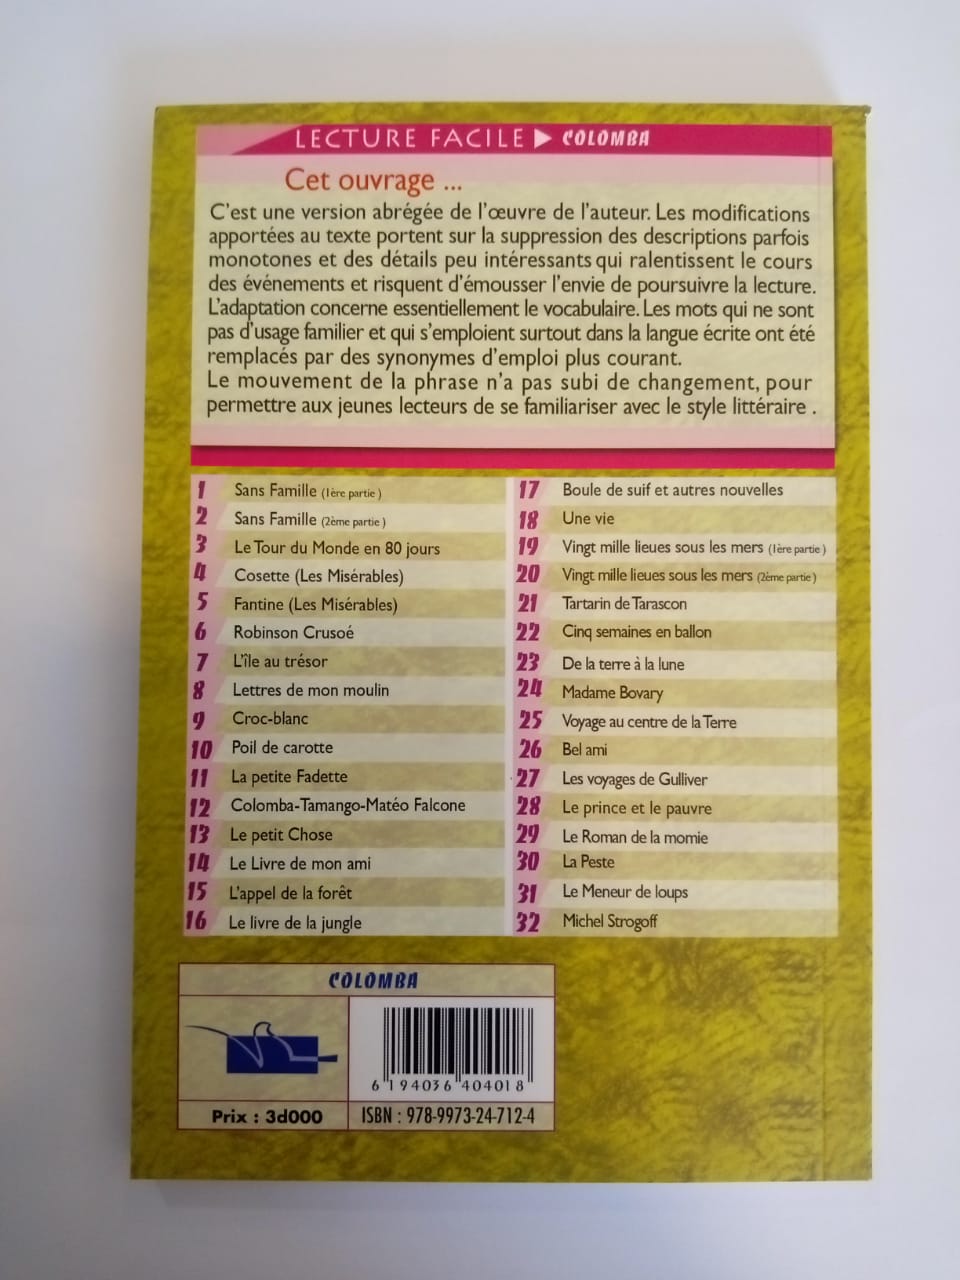 LECTURE FACILE ▶ COLOMBA
Cet ouvrage ...
C'est une version abrégée de l'œuvre de l'auteur. Les modifications
apportées au texte portent sur la suppression des descriptions parfois
monotones et des détails peu intéressants qui ralentissent le cours
des événements et risquent d'émousser l'envie de poursuivre la lecture.
L'adaptation concerne essentiellement le vocabulaire. Les mots qui ne sont
pas d'usage familier et qui s'emploient surtout dans la langue écrite ont été
remplacés par des synonymes d'emploi plus courant.
Le mouvement de la phrase n'a pas subi de changement, pour
permettre aux jeunes lecteurs de se familiariser avec le style littéraire .
1 Sans Famille (1ère partie )
2 Sans Famille (2ème partie )
3 Le Tour du Monde en 80 jours
4 Cosette (Les Misérables)
5 Fantine (Les Misérables)
6 Robinson Crusoé
7 L'île au trésor
8 Lettres de mon moulin
9 Croc-blanc
10 Poil de carotte
11 La petite Fadette
12 Colomba-Tamango-Matéo Falcone
13 Le petit Chose
14 Le Livre de mon ami
15 L'appel de la forêt
16 Le livre de la jungle
17 Boule de suif et autres nouvelles
18 Une vie
19 Vingt mille lieues sous les mers (1ère partie )
20 Vingt mille lieues sous les mers (2ème partie )
21 Tartarin de Tarascon
22 Cinq semaines en ballon
23 De la terre à la lune
24 Madame Bovary
25 Voyage au centre de la Terre
26 Bel ami
27 Les voyages de Gulliver
28 Le prince et le pauvre
29 Le Roman de la momie
30 La Peste
31 Le Meneur de loups
32 Michel Strogoff
COLOMBA
6 194036 404018
Prix : 3d000
ISBN : 978-9973-24-712-4